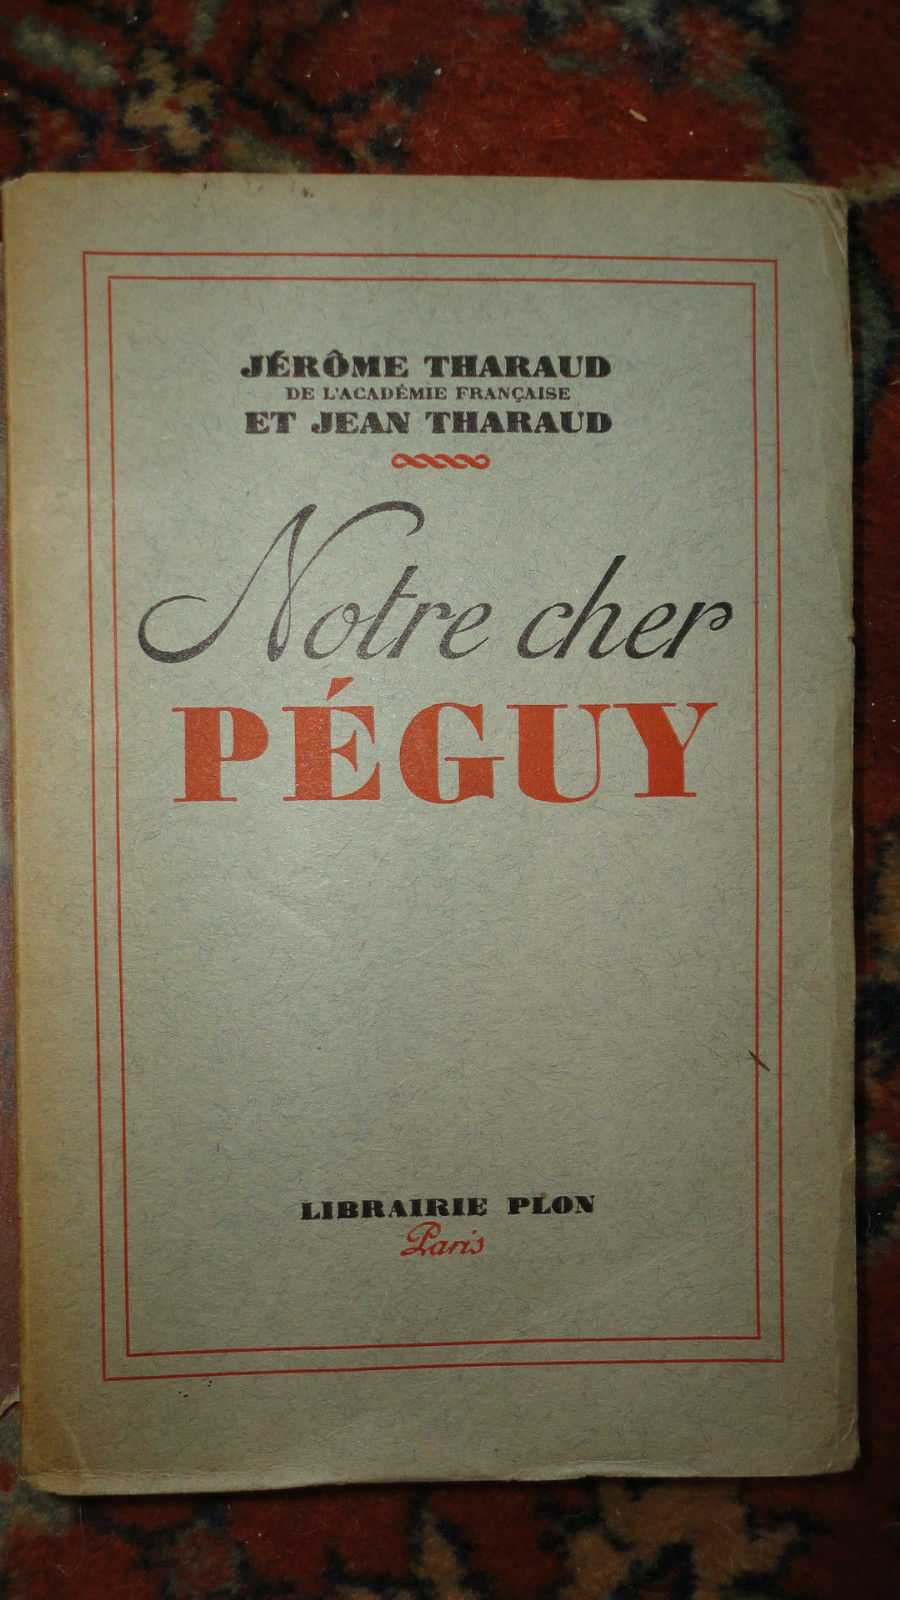 JÉRÔME THARAUD
DE L'ACADÉMIE FRANÇAISE
ET JEAN THARAUD
Notre cher
PÉGUY
LIBRAIRIE PLON
Paris